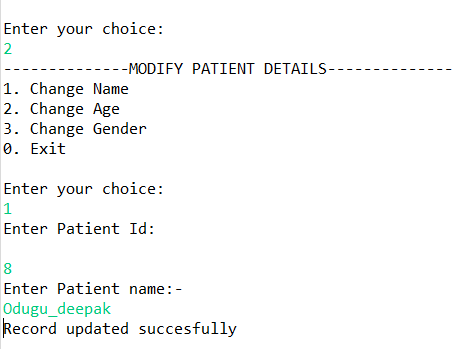 Enter your choice:
2
--------------MODIFY PATIENT DETAILS--------------
1. Change Name
2. Change Age
3. Change Gender
0. Exit
Enter your choice:
1
Enter Patient Id:
8
Enter Patient name:-
Odugu_deepak
Record updated succesfully